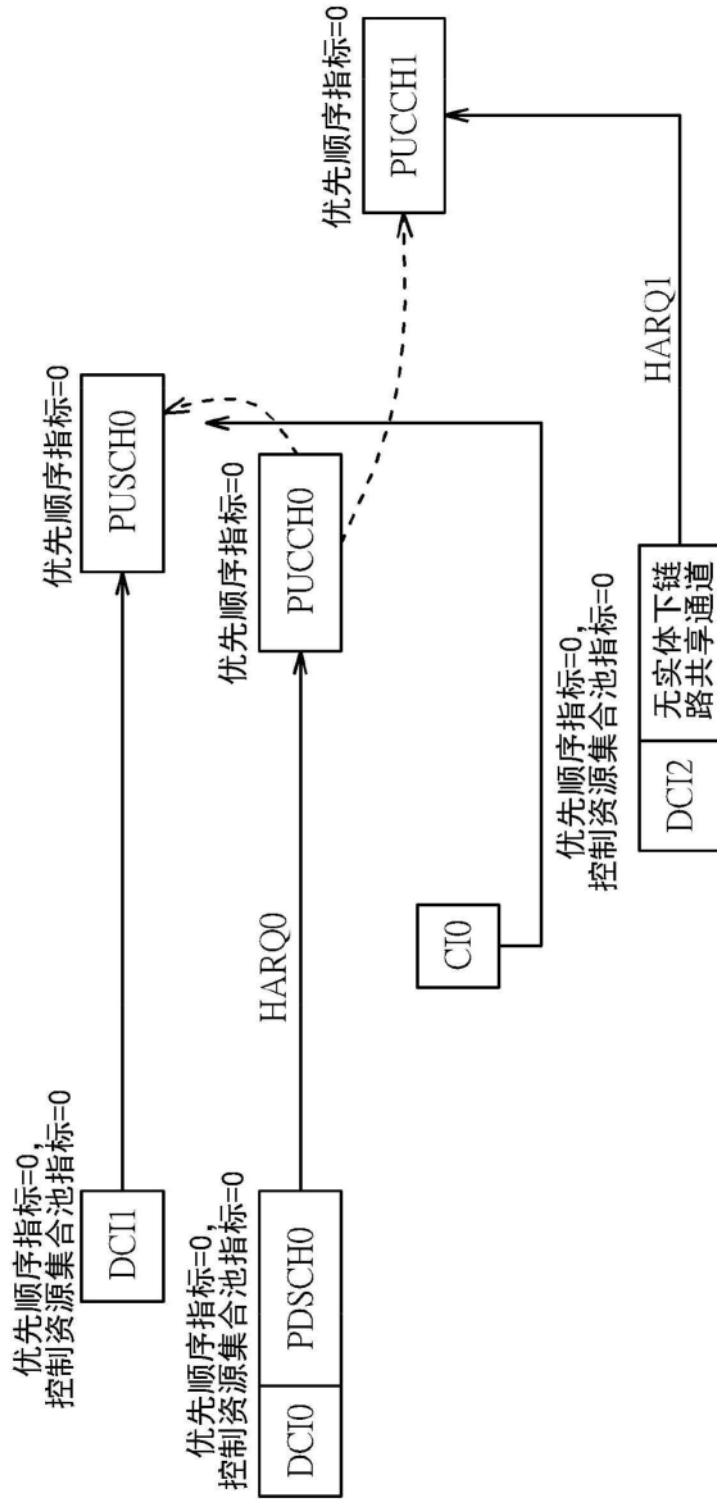 优先顺序指标=0,
控制资源集合池指标=0
DCI1
优先顺序指标=0
PUSCH0
优先顺序指标=0,
控制资源集合池指标=0
DCI0
PDSCH0
HARQ0
优先顺序指标=0
PUCCH0
优先顺序指标=0
PUCCH1
CI0
优先顺序指标=0,
控制资源集合池指标=0
DCI2
无实体下链
路共享通道
HARQ1